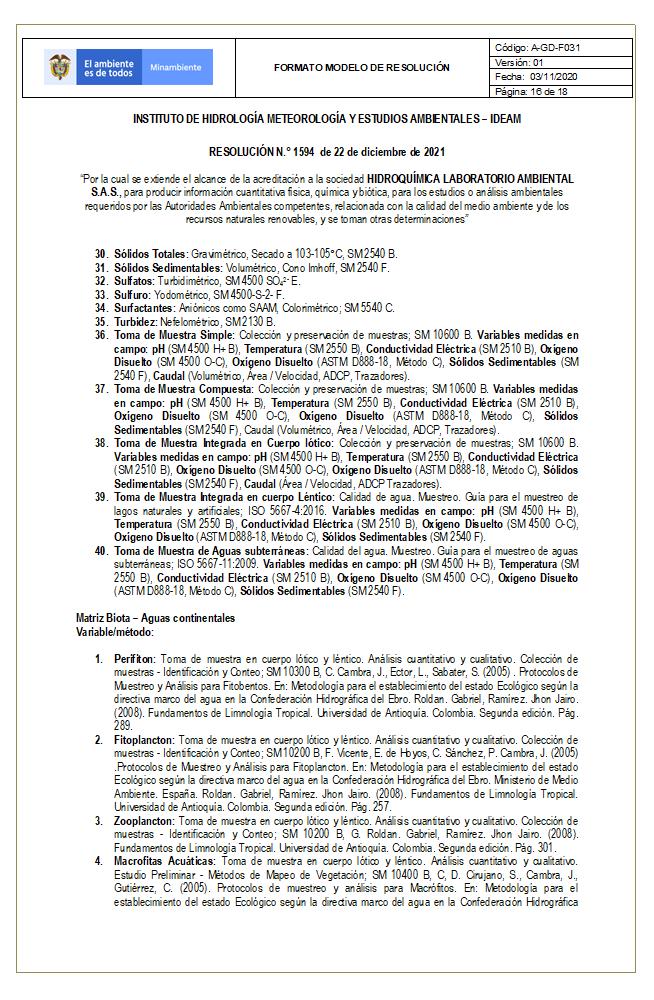 El ambiente
es de todos
Minambiente
FORMATO MODELO DE RESOLUCIÓN
Código: A-GD-F031
Versión: 01
Fecha: 03/11/2020
Página: 16 de 18
INSTITUTO DE HIDROLOGÍA METEOROLOGÍA Y ESTUDIOS AMBIENTALES – IDEAM
RESOLUCIÓN N.° 1594 de 22 de diciembre de 2021
“Por la cual se extiende el alcance de la acreditación a la sociedad HIDROQUÍMICA LABORATORIO AMBIENTAL
S.A.S., para producir información cuantitativa física, química y biótica, para los estudios o análisis ambientales
requeridos por las Autoridades Ambientales competentes, relacionada con la calidad del medio ambiente y de los
recursos naturales renovables, y se toman otras determinaciones”
30. Sólidos Totales: Gravimétrico, Secado a 103-105°C, SM 2540 B.
31. Sólidos Sedimentables: Volumétrico, Cono Imhoff, SM 2540 F.
32. Sulfatos: Turbidimétrico, SM 4500 SO₄²⁻ E.
33. Sulfuro: Yodométrico, SM 4500-S-2- F.
34. Surfactantes: Aniónicos como SAAM, Colorimétrico; SM 5540 C.
35. Turbidez: Nefelométrico, SM 2130 B.
36. Toma de Muestra Simple: Colección y preservación de muestras; SM 10600 B. Variables medidas en
campo: pH (SM 4500 H+ B), Temperatura (SM 2550 B), Conductividad Eléctrica (SM 2510 B), Oxígeno
Disuelto (SM 4500 O-C), Oxígeno Disuelto (ASTM D888-18, Método C), Sólidos Sedimentables (SM
2540 F), Caudal (Volumétrico, Área / Velocidad, ADCP, Trazadores).
37. Toma de Muestra Compuesta: Colección y preservación de muestras; SM 10600 B. Variables medidas
en campo: pH (SM 4500 H+ B), Temperatura (SM 2550 B), Conductividad Eléctrica (SM 2510 B),
Oxígeno Disuelto (SM 4500 O-C), Oxígeno Disuelto (ASTM D888-18, Método C), Sólidos
Sedimentables (SM 2540 F), Caudal (Volumétrico, Área / Velocidad, ADCP, Trazadores).
38. Toma de Muestra Integrada en Cuerpo lótico: Colección y preservación de muestras; SM 10600 B.
Variables medidas en campo: pH (SM 4500 H+ B), Temperatura (SM 2550 B), Conductividad Eléctrica
(SM 2510 B), Oxígeno Disuelto (SM 4500 O-C), Oxígeno Disuelto (ASTM D888-18, Método C), Sólidos
Sedimentables (SM 2540 F), Caudal (Área / Velocidad, ADCP Trazadores).
39. Toma de Muestra Integrada en cuerpo Léntico: Calidad de agua. Muestreo. Guía para el muestreo de
lagos naturales y artificiales; ISO 5667-4:2016. Variables medidas en campo: pH (SM 4500 H+ B),
Temperatura (SM 2550 B), Conductividad Eléctrica (SM 2510 B), Oxígeno Disuelto (SM 4500 O-C),
Oxígeno Disuelto (ASTM D888-18, Método C), Sólidos Sedimentables (SM 2540 F).
40. Toma de Muestra de Aguas subterráneas: Calidad del agua. Muestreo. Guía para el muestreo de aguas
subterráneas; ISO 5667-11:2009. Variables medidas en campo: pH (SM 4500 H+ B), Temperatura (SM
2550 B), Conductividad Eléctrica (SM 2510 B), Oxígeno Disuelto (SM 4500 O-C), Oxígeno Disuelto
(ASTM D888-18, Método C), Sólidos Sedimentables (SM 2540 F).
Matriz Biota – Aguas continentales
Variable/método:
1. Perifiton: Toma de muestra en cuerpo lótico y léntico. Análisis cuantitativo y cualitativo. Colección de
muestras - Identificación y Conteo; SM 10300 B, C. Cambra, J., Ector, L., Sabater, S. (2005) . Protocolos de
Muestreo y Análisis para Fitobentos. En: Metodología para el establecimiento del estado Ecológico según la
directiva marco del agua en la Confederación Hidrográfica del Ebro. Roldan. Gabriel, Ramírez. Jhon Jairo.
(2008). Fundamentos de Limnología Tropical. Universidad de Antioquía. Colombia. Segunda edición. Pág.
289.
2. Fitoplancton: Toma de muestra en cuerpo lótico y léntico. Análisis cuantitativo y cualitativo. Colección de
muestras - Identificación y Conteo; SM 10200 B, F. Vicente, E. de Hoyos, C. Sánchez, P. Cambra, J. (2005)
.Protocolos de Muestreo y Análisis para Fitoplancton. En: Metodología para el establecimiento del estado
Ecológico según la directiva marco del agua en la Confederación Hidrográfica del Ebro. Ministerio de Medio
Ambiente. España. Roldan. Gabriel, Ramírez. Jhon Jairo. (2008). Fundamentos de Limnología Tropical.
Universidad de Antioquía. Colombia. Segunda edición. Pág. 257.
3. Zooplancton: Toma de muestra en cuerpo lótico y léntico. Análisis cuantitativo y cualitativo. Colección de
muestras - Identificación y Conteo; SM 10200 B, G. Roldan. Gabriel, Ramírez. Jhon Jairo. (2008).
Fundamentos de Limnología Tropical. Universidad de Antioquía. Colombia. Segunda edición. Pág. 301.
4. Macrofitas Acuáticas: Toma de muestra en cuerpo lótico y léntico. Análisis cuantitativo y cualitativo.
Estudio Preliminar - Métodos de Mapeo de Vegetación; SM 10400 B, C, D. Cirujano, S., Cambra, J.,
Gutiérrez, C. (2005). Protocolos de muestreo y análisis para Macrófitos. En: Metodología para el
establecimiento del estado Ecológico según la directiva marco del agua en la Confederación Hidrográfica